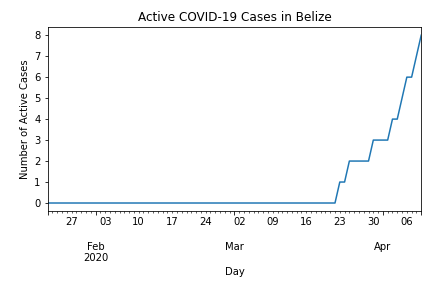 Active COVID-19 Cases in Belize
Number of Active Cases
8
7
6
5
4
3
2
1
0
27 03 10 17 24 02 09 16 23 30 06
Feb Mar Apr
2020
Day